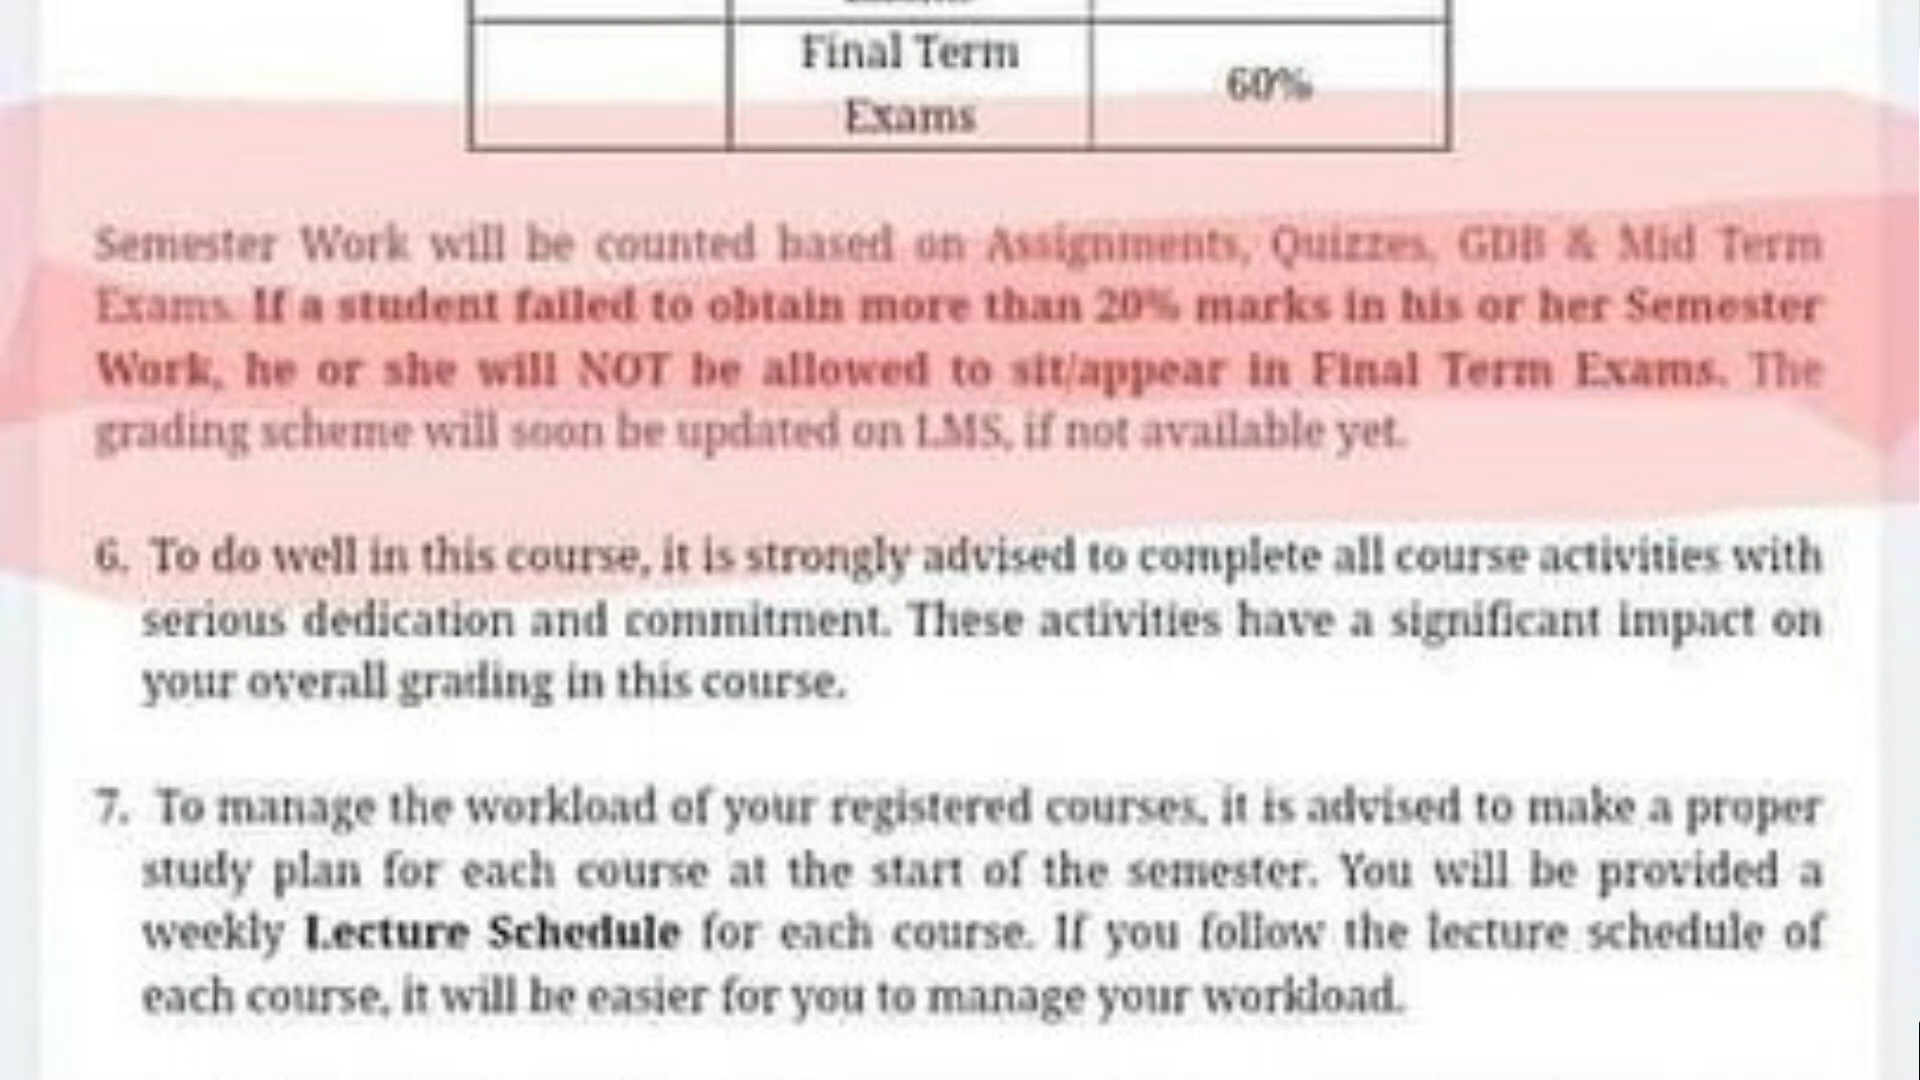 Final Term
Exams
60%
Semester Work will be counted based on Assignments, Quizzes, GDB & Mid Term
Exams. If a student failed to obtain more than 20% marks in his or her Semester
Work, he or she will NOT be allowed to sit/appear in Final Term Exams. The
grading scheme will soon be updated on LMS, if not available yet.
6. To do well in this course, it is strongly advised to complete all course activities with
serious dedication and commitment. These activities have a significant impact on
your overall grading in this course.
7. To manage the workload of your registered courses, it is advised to make a proper
study plan for each course at the start of the semester. You will be provided a
weekly Lecture Schedule for each course. If you follow the lecture schedule of
each course, it will be easier for you to manage your workload.